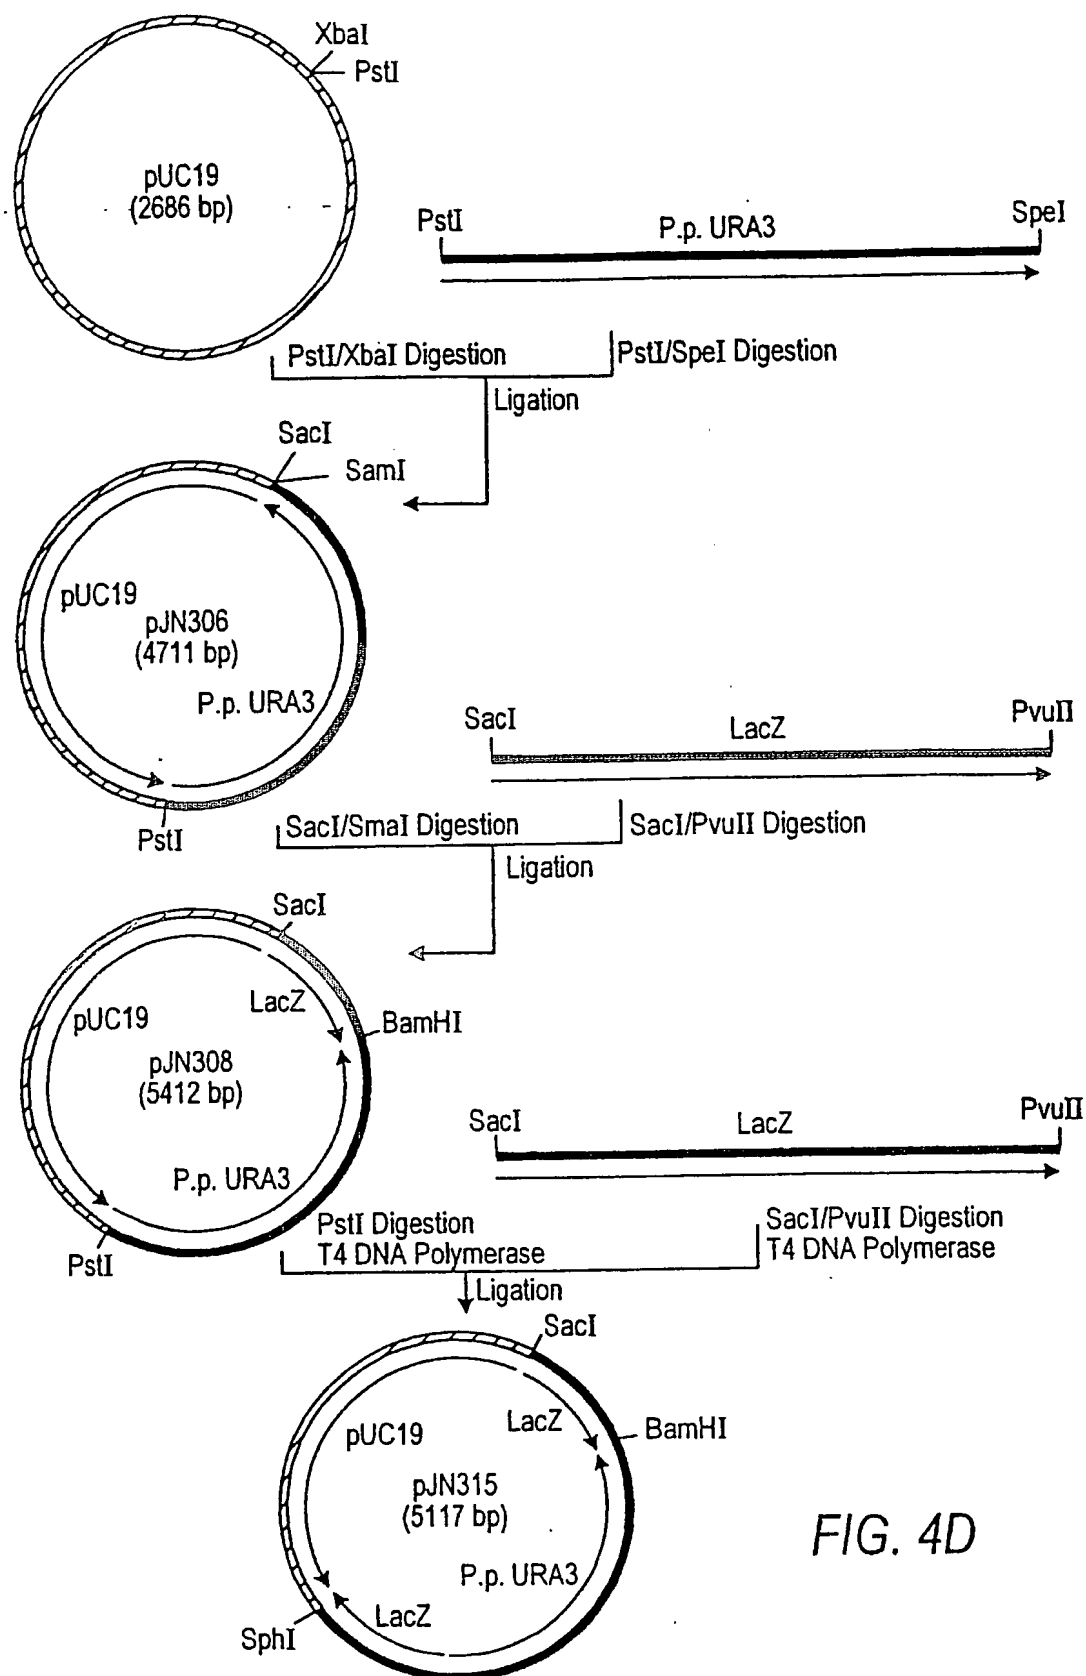 XbaI
PstI
pUC19
(2686 bp)
PstI
P.p. URA3
SpeI
PstI/XbaI Digestion
PstI/SpeI Digestion
Ligation
SacI
SamI
pUC19
pJN306
(4711 bp)
P.p. URA3
PstI
SacI
LacZ
PvuII
SacI/SmaI Digestion
SacI/PvuII Digestion
Ligation
SacI
LacZ
pUC19
BamHI
pJN308
(5412 bp)
P.p. URA3
PstI
SacI
LacZ
PvuII
PstI Digestion
T4 DNA Polymerase
SacI/PvuII Digestion
T4 DNA Polymerase
Ligation
SacI
LacZ
pUC19
BamHI
pJN315
(5117 bp)
P.p. URA3
LacZ
SphI
FIG. 4D